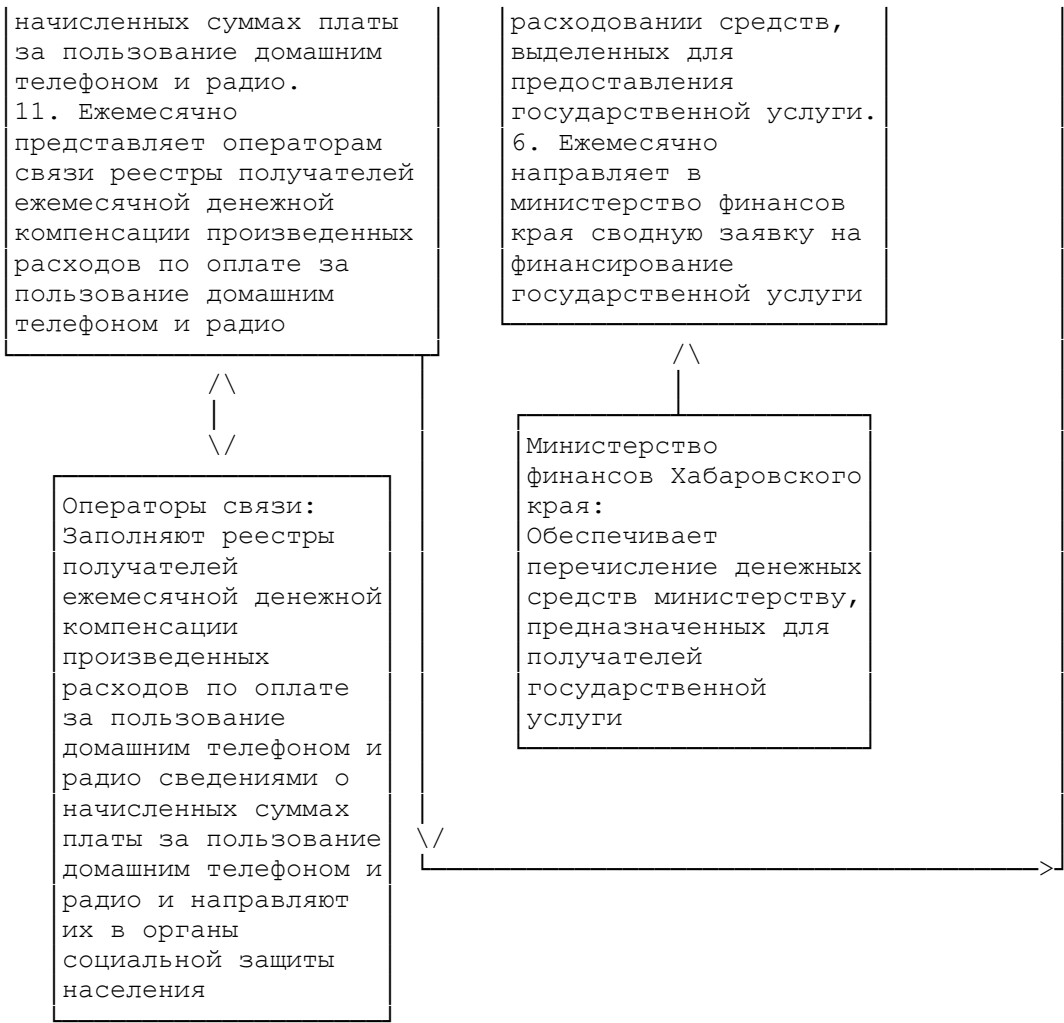 начисленных суммах платы
за пользование домашним
телефоном и радио.
11. Ежемесячно
представляет операторам
связи реестры получателей
ежемесячной денежной
компенсации произведенных
расходов по оплате за
пользование домашним
телефоном и радио
расходовании средств,
выделенных для
предоставления
государственной услуги.
6. Ежемесячно
направляет в
министерство финансов
края сводную заявку на
финансирование
государственной услуги
Операторы связи:
Заполняют реестры
получателей
ежемесячной денежной
компенсации
произведенных
расходов по оплате
за пользование
домашним телефоном и
радио сведениями о
начисленных суммах
платы за пользование
домашним телефоном и
радио и направляют
их в органы
социальной защиты
населения
Министерство
финансов Хабаровского
края:
Обеспечивает
перечисление денежных
средств министерству,
предназначенных для
получателей
государственной
услуги